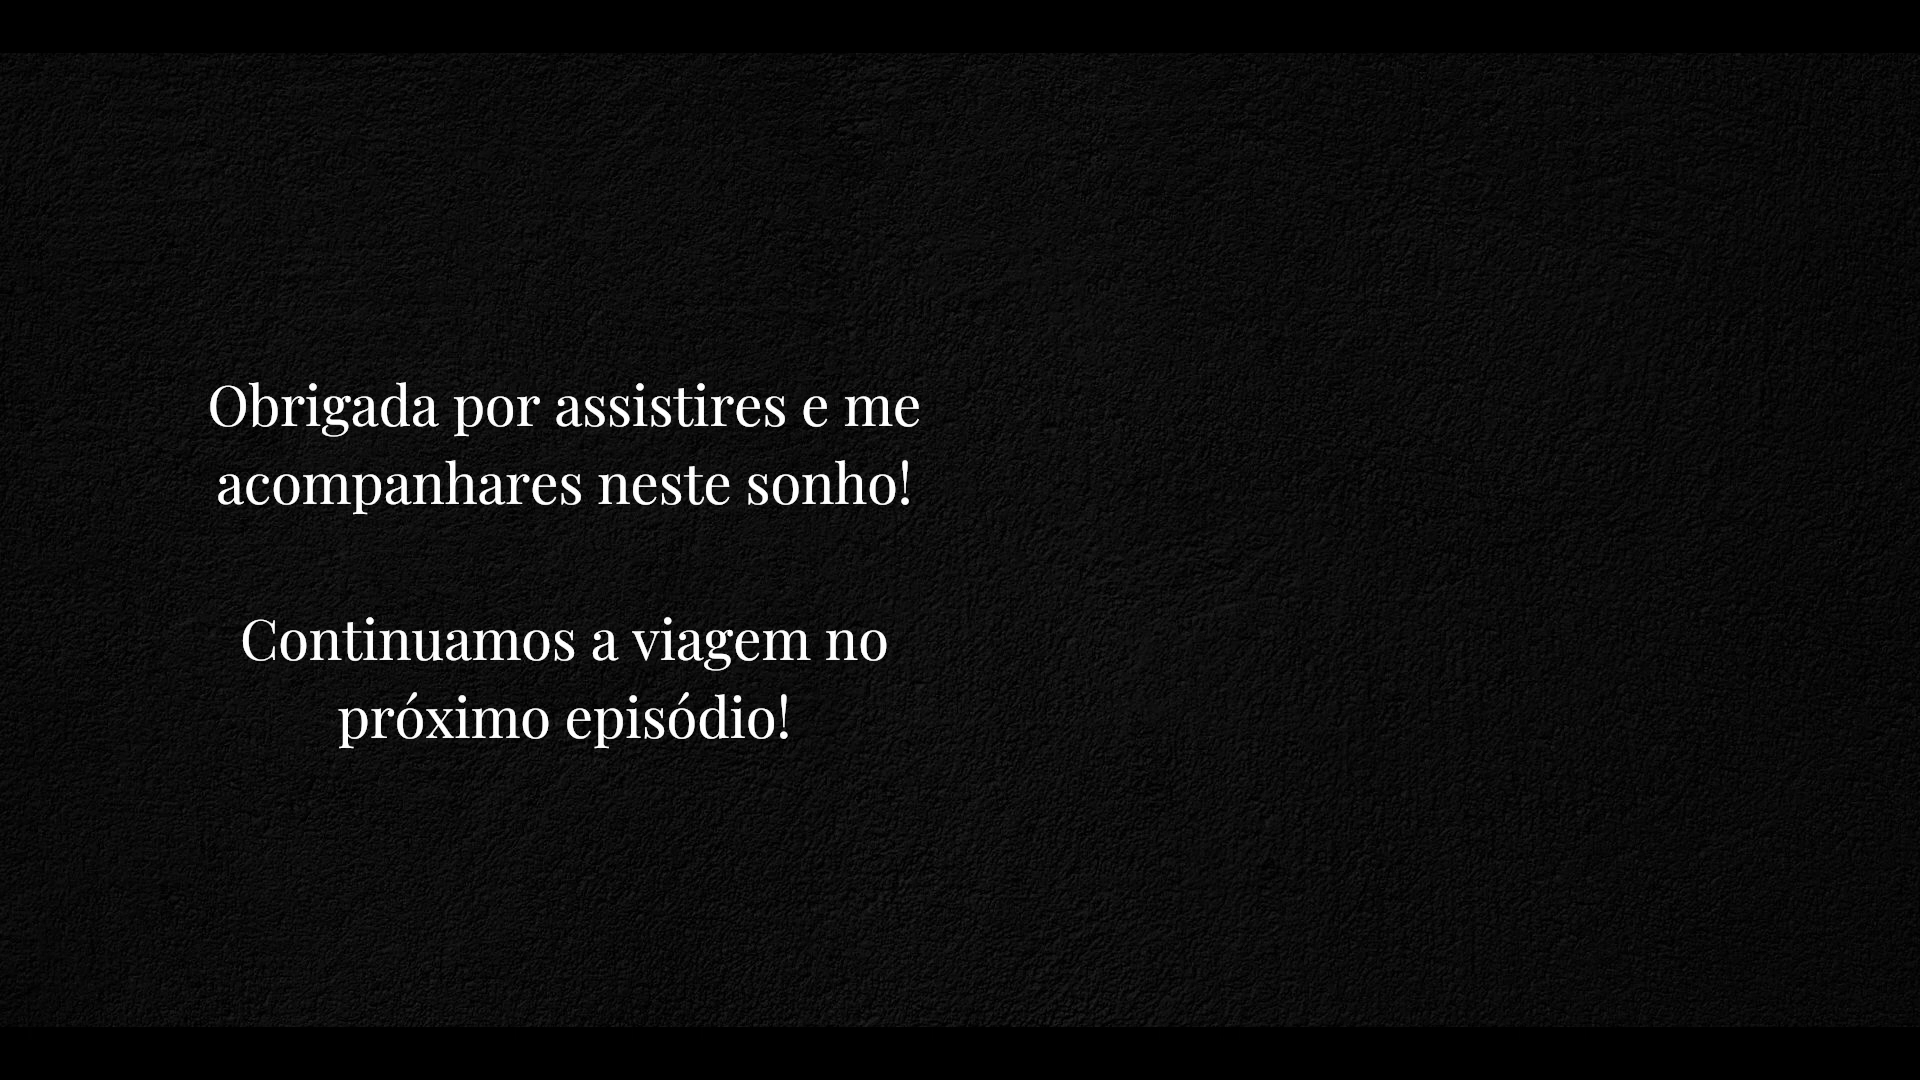 Obrigada por assistires e me
acompanhares neste sonho!
Continuamos a viagem no
próximo episódio!